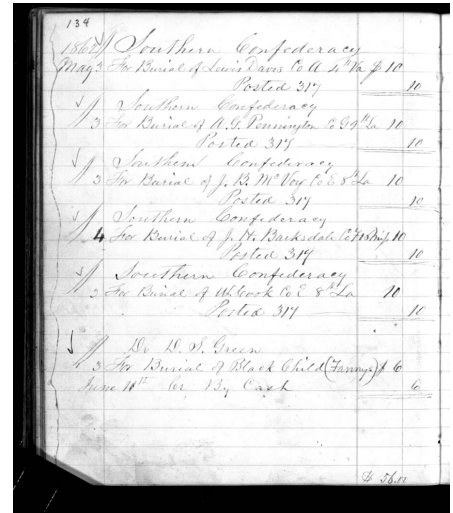 134
1862 Southern Confederacy
May 3 For Burial of Lewis Davis Co A 4th Va $ 10
Posted 317 10
Southern Confederacy
3 For Burial of A. G. Pennington Co G 9th La 10
Posted 317 10
Southern Confederacy
3 For Burial of J. B. McVoy Co E 8th La 10
Posted 317 10
Southern Confederacy
4 For Burial of J. H. Barksdale Co 18 Miss 10
Posted 317 10
Southern Confederacy
3 For Burial of W. Cook Co E 8th La 10
Posted 317 10
Dr D. S. Green
3 For Burial of Black Child (Fannys) $ 6
June 10th Cr By Cash 6
$ 56.00